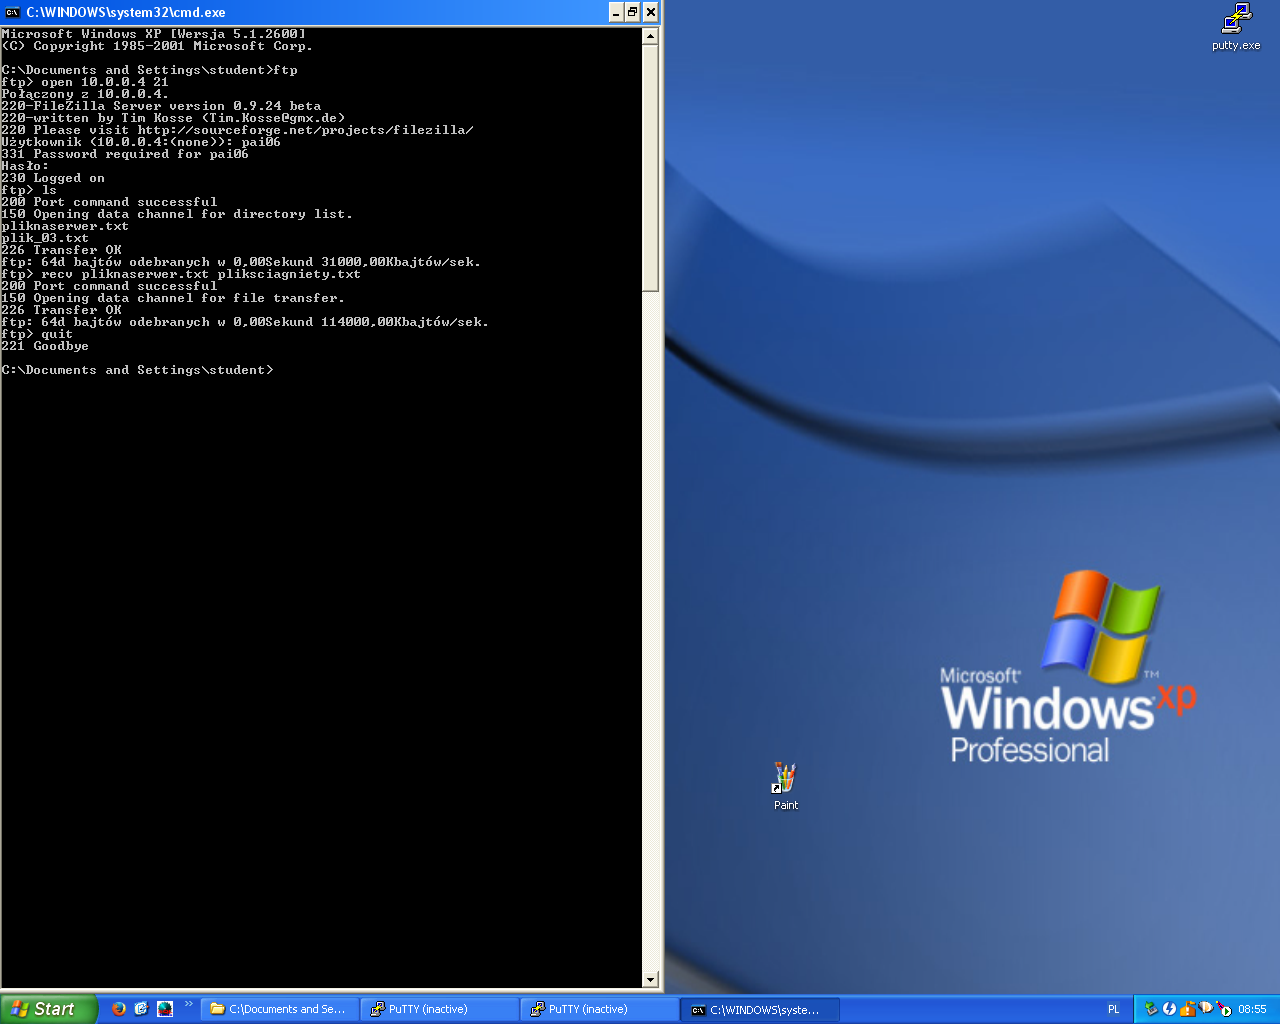 C:\WINDOWS\system32\cmd.exe
Microsoft Windows XP [Wersja 5.1.2600]
(C) Copyright 1985-2001 Microsoft Corp.
C:\Documents and Settings\student>ftp
ftp> open 10.0.0.4 21
Połączony z 10.0.0.4.
220-FileZilla Server version 0.9.24 beta
220-written by Tim Kosse (Tim.Kosse@gmx.de)
220 Please visit http://sourceforge.net/projects/filezilla/
Użytkownik (10.0.0.4:(none)): pai06
331 Password required for pai06
Hasło:
230 Logged on
ftp> ls
200 Port command successful
150 Opening data channel for directory list.
pliknaserwer.txt
plik_03.txt
226 Transfer OK
ftp: 64d bajtów odebranych w 0,00Sekund 31000,00Kbajtów/sek.
ftp> recv pliknaserwer.txt pliksciagniety.txt
200 Port command successful
150 Opening data channel for file transfer.
226 Transfer OK
ftp: 64d bajtów odebranych w 0,00Sekund 114000,00Kbajtów/sek.
ftp> quit
221 Goodbye
C:\Documents and Settings\student>
putty.exe
Microsoft®
Windows xp
Professional
TM
Paint
Start
»
C:\Documents and Se...
PuTTY (inactive)
PuTTY (inactive)
C:\WINDOWS\syste...
PL
08:55